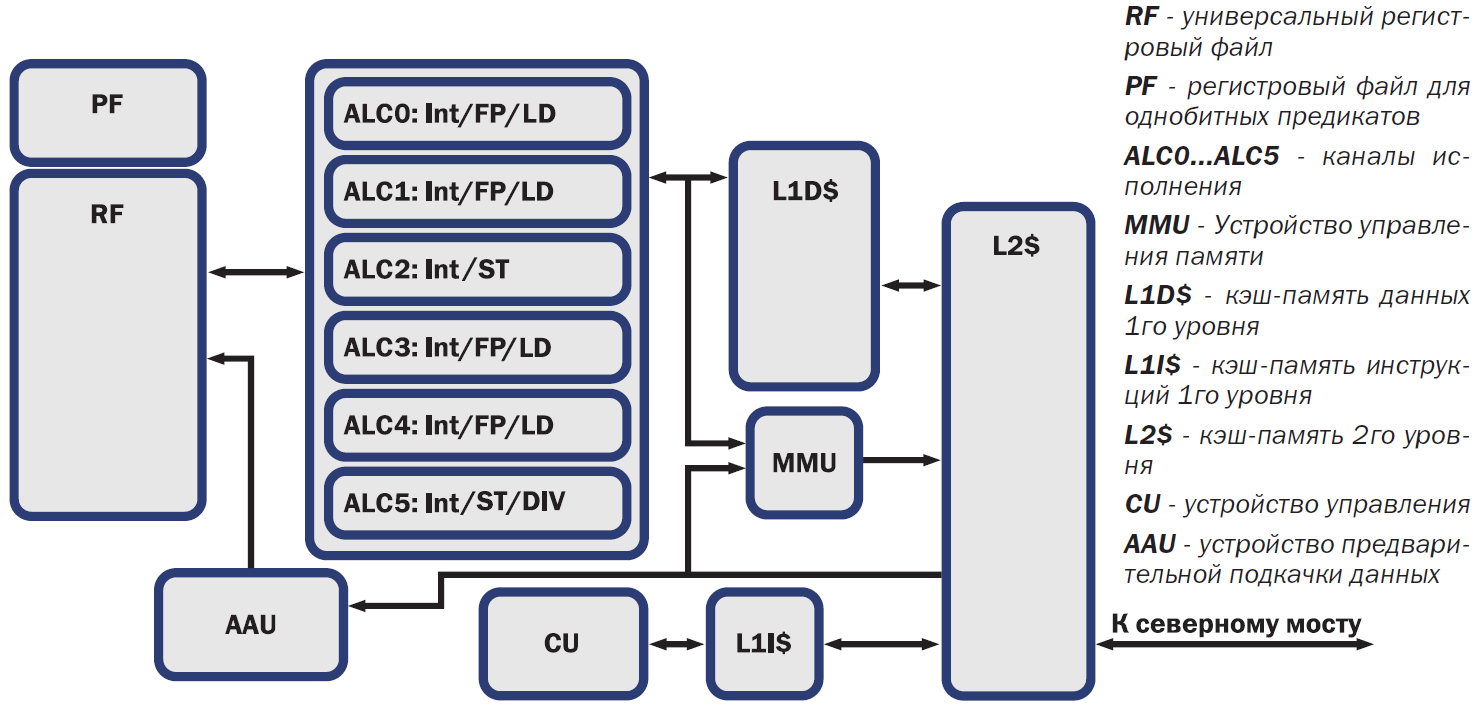 PF
RF
ALC0: Int/FP/LD
ALC1: Int/FP/LD
ALC2: Int/ST
ALC3: Int/FP/LD
ALC4: Int/FP/LD
ALC5: Int/ST/DIV
L1D$
MMU
L2$
AAU
CU
L1I$
RF - универсальный регист-
ровый файл
PF - регистровый файл для
однобитных предикатов
ALC0...ALC5 - каналы ис-
полнения
MMU - Устройство управле-
ния памяти
L1D$ - кэш-память данных
1го уровня
L1I$ - кэш-память инструк-
ций 1го уровня
L2$ - кэш-память 2го уров-
ня
CU - устройство управления
AAU - устройство предвари-
тельной подкачки данных
К северному мосту